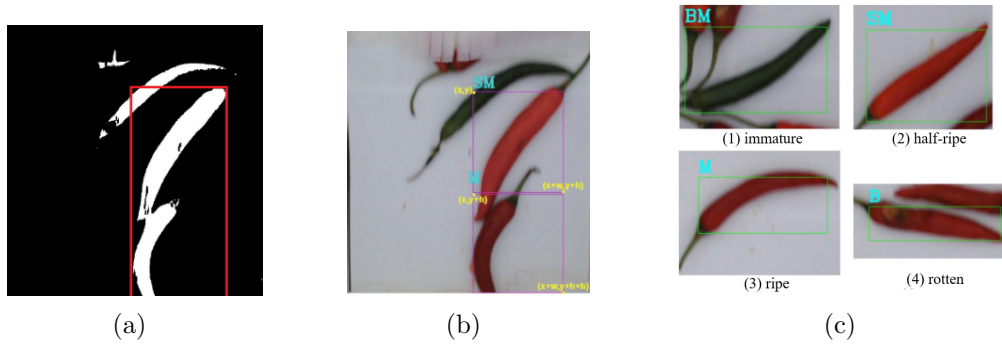 SM
(x,y)
M
(x,y+h)
(x+w,y+h)
(x+w,y+h+h)
BM
SM
(1) immature
(2) half-ripe
M
B
(3) ripe
(4) rotten
(a)
(b)
(c)